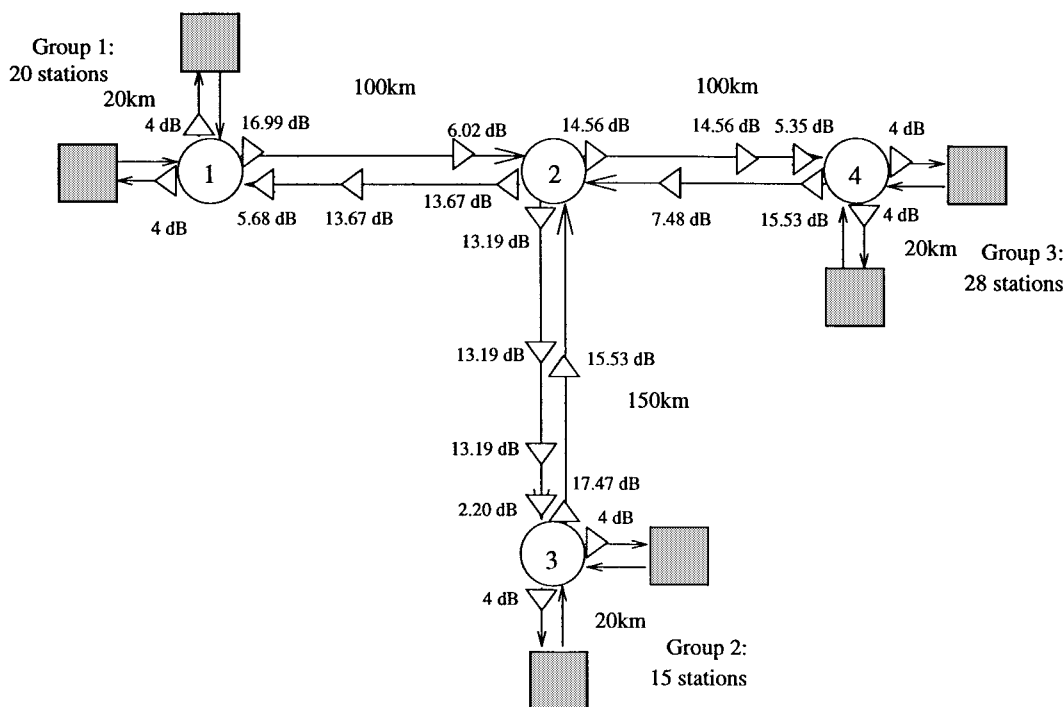 Group 1:
20 stations
20km
4 dB
16.99 dB
100km
6.02 dB
14.56 dB
100km
14.56 dB
5.35 dB
4 dB
1
2
4
4 dB
5.68 dB
13.67 dB
13.67 dB
13.19 dB
7.48 dB
15.53 dB
4 dB
20km
Group 3:
28 stations
13.19 dB
15.53 dB
150km
13.19 dB
2.20 dB
17.47 dB
4 dB
3
4 dB
20km
Group 2:
15 stations